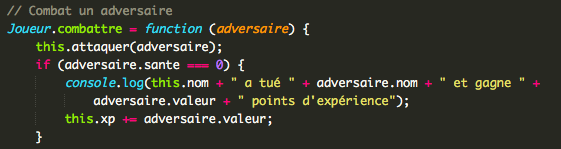 // Combat un adversaire
Joueur.combattre = function (adversaire) {
this.attaquer(adversaire);
if (adversaire.sante === 0) {
console.log(this.nom + " a tué " + adversaire.nom + " et gagne " +
adversaire.valeur + " points d'expérience");
this.xp += adversaire.valeur;
}